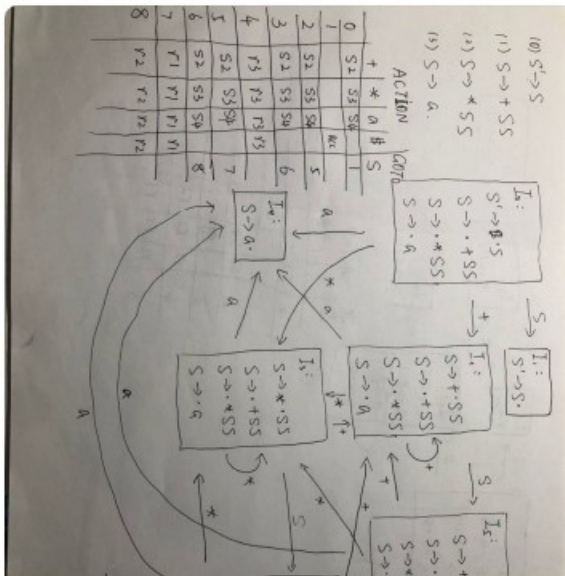 (0) S'→S
(1) S→+SS
(2) S→*SS
(3) S→a.
ACTION GOTO
+ * a $ S
0 S2 S3 S4 1
1 acc
2 S2 S3 S4 5
3 S2 S3 S4 6
4 r3 r3 r3 r3
5 S2 S3 S4 7
6 S2 S3 S4 8
7 r1 r1 r1 r1
8 r2 r2 r2 r2
I0:
S'→·S
S→·+SS
S→·*SS
S→·a
S
I1:
S'→S·
+
I2:
S→+·SS
S→·+SS
S→·*SS
S→·a
+
S
I5:
S→+
S→·
S→·
S→·
*
+
I3:
S→*·SS
S→·+SS
S→·*SS
S→·a
*
S
*
+
*
+
*
a
a
a
I4:
S→a·
a
a